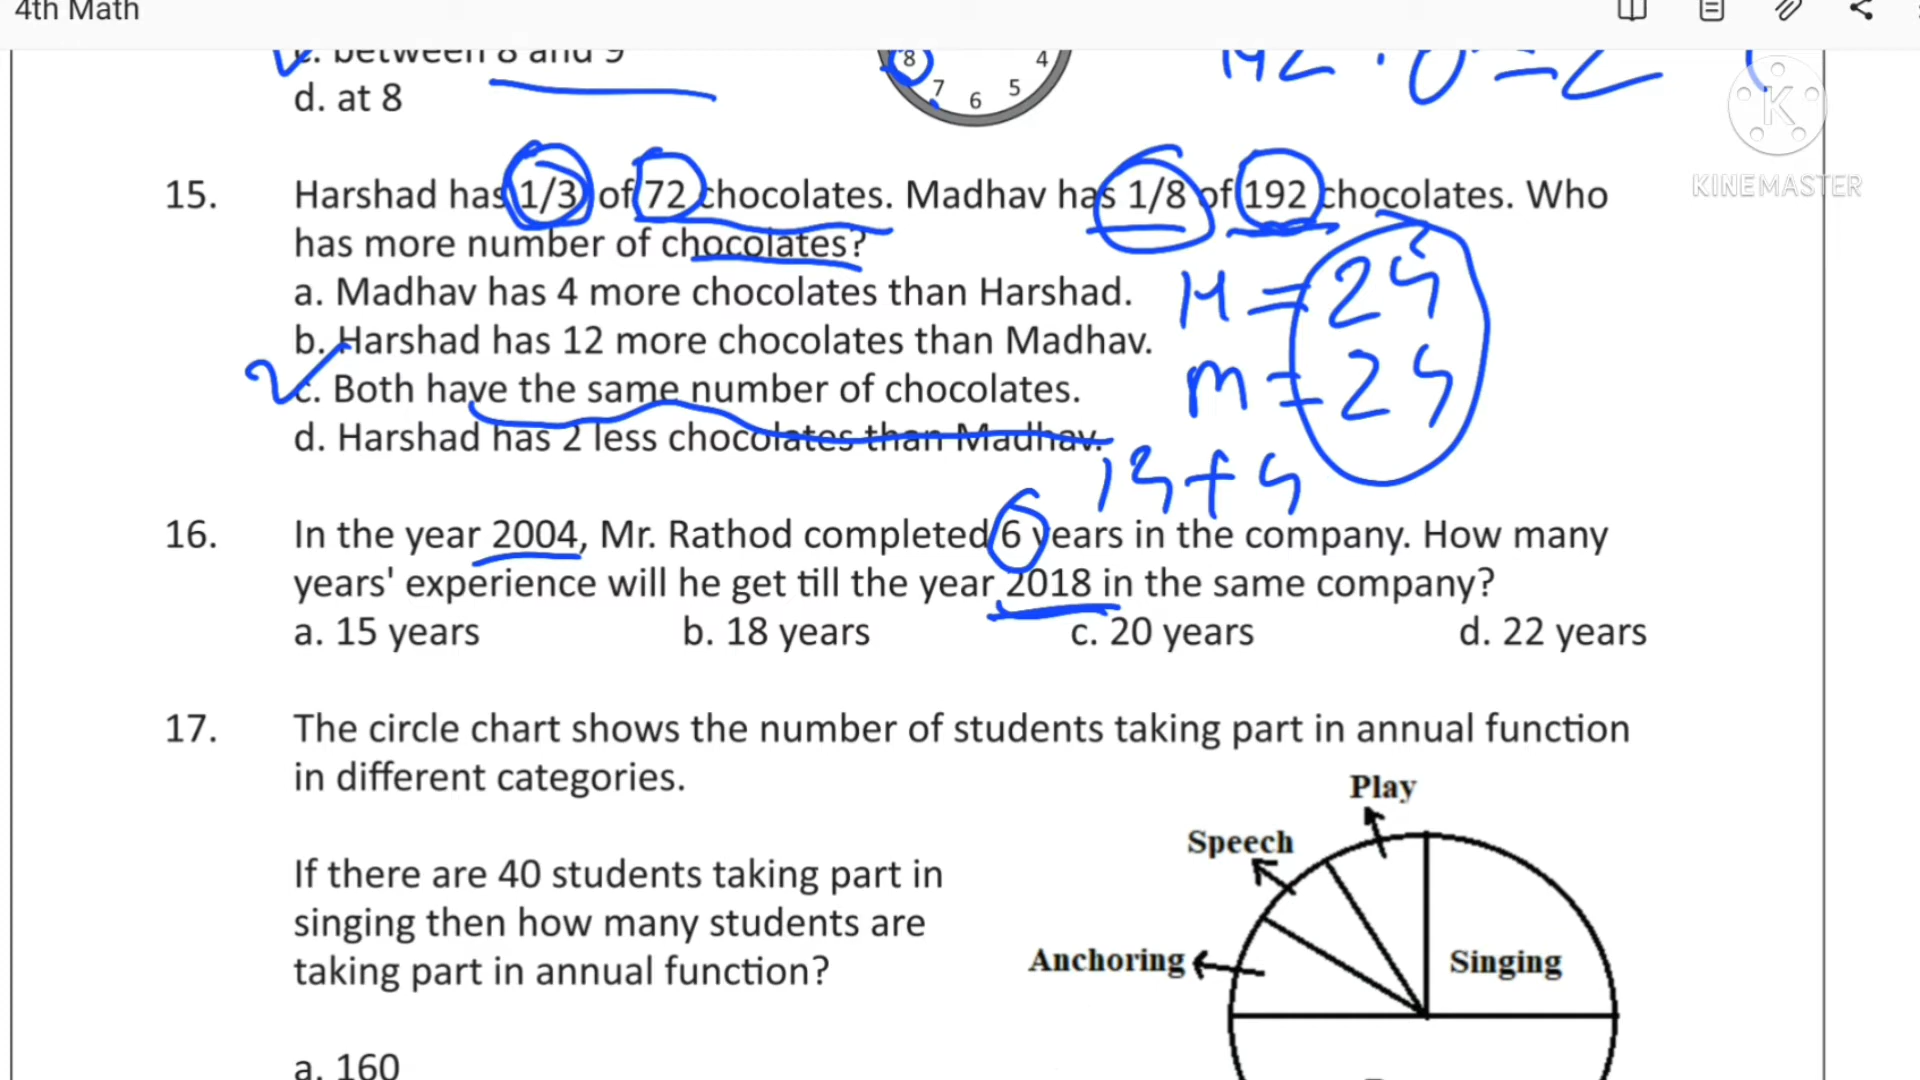 4th Math
c. between 8 and 9
d. at 8
8 7 6 5 4
K
KINEMASTER
15. Harshad has 1/3 of 72 chocolates. Madhav has 1/8 of 192 chocolates. Who
has more number of chocolates?
a. Madhav has 4 more chocolates than Harshad.
b. Harshad has 12 more chocolates than Madhav.
c. Both have the same number of chocolates.
d. Harshad has 2 less chocolates than Madhav.
H = 24
m = 24
16. In the year 2004, Mr. Rathod completed 6 years in the company. How many
years' experience will he get till the year 2018 in the same company?
a. 15 years b. 18 years c. 20 years d. 22 years
17. The circle chart shows the number of students taking part in annual function
in different categories.
Play
Speech
If there are 40 students taking part in
singing then how many students are
taking part in annual function?
Anchoring
Singing
a. 160